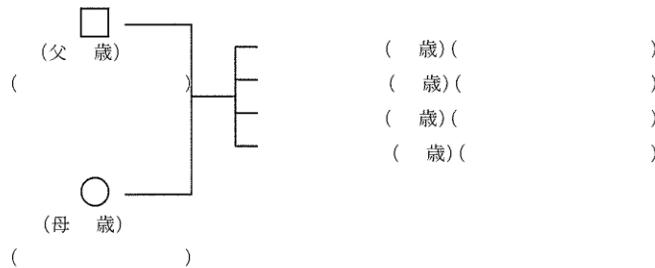 (父　歳)
(　　　　　　　　)
(　歳)(　　　　　　　　)
(　歳)(　　　　　　　　)
(　歳)(　　　　　　　　)
(　歳)(　　　　　　　　)
(母　歳)
(　　　　　　　　)